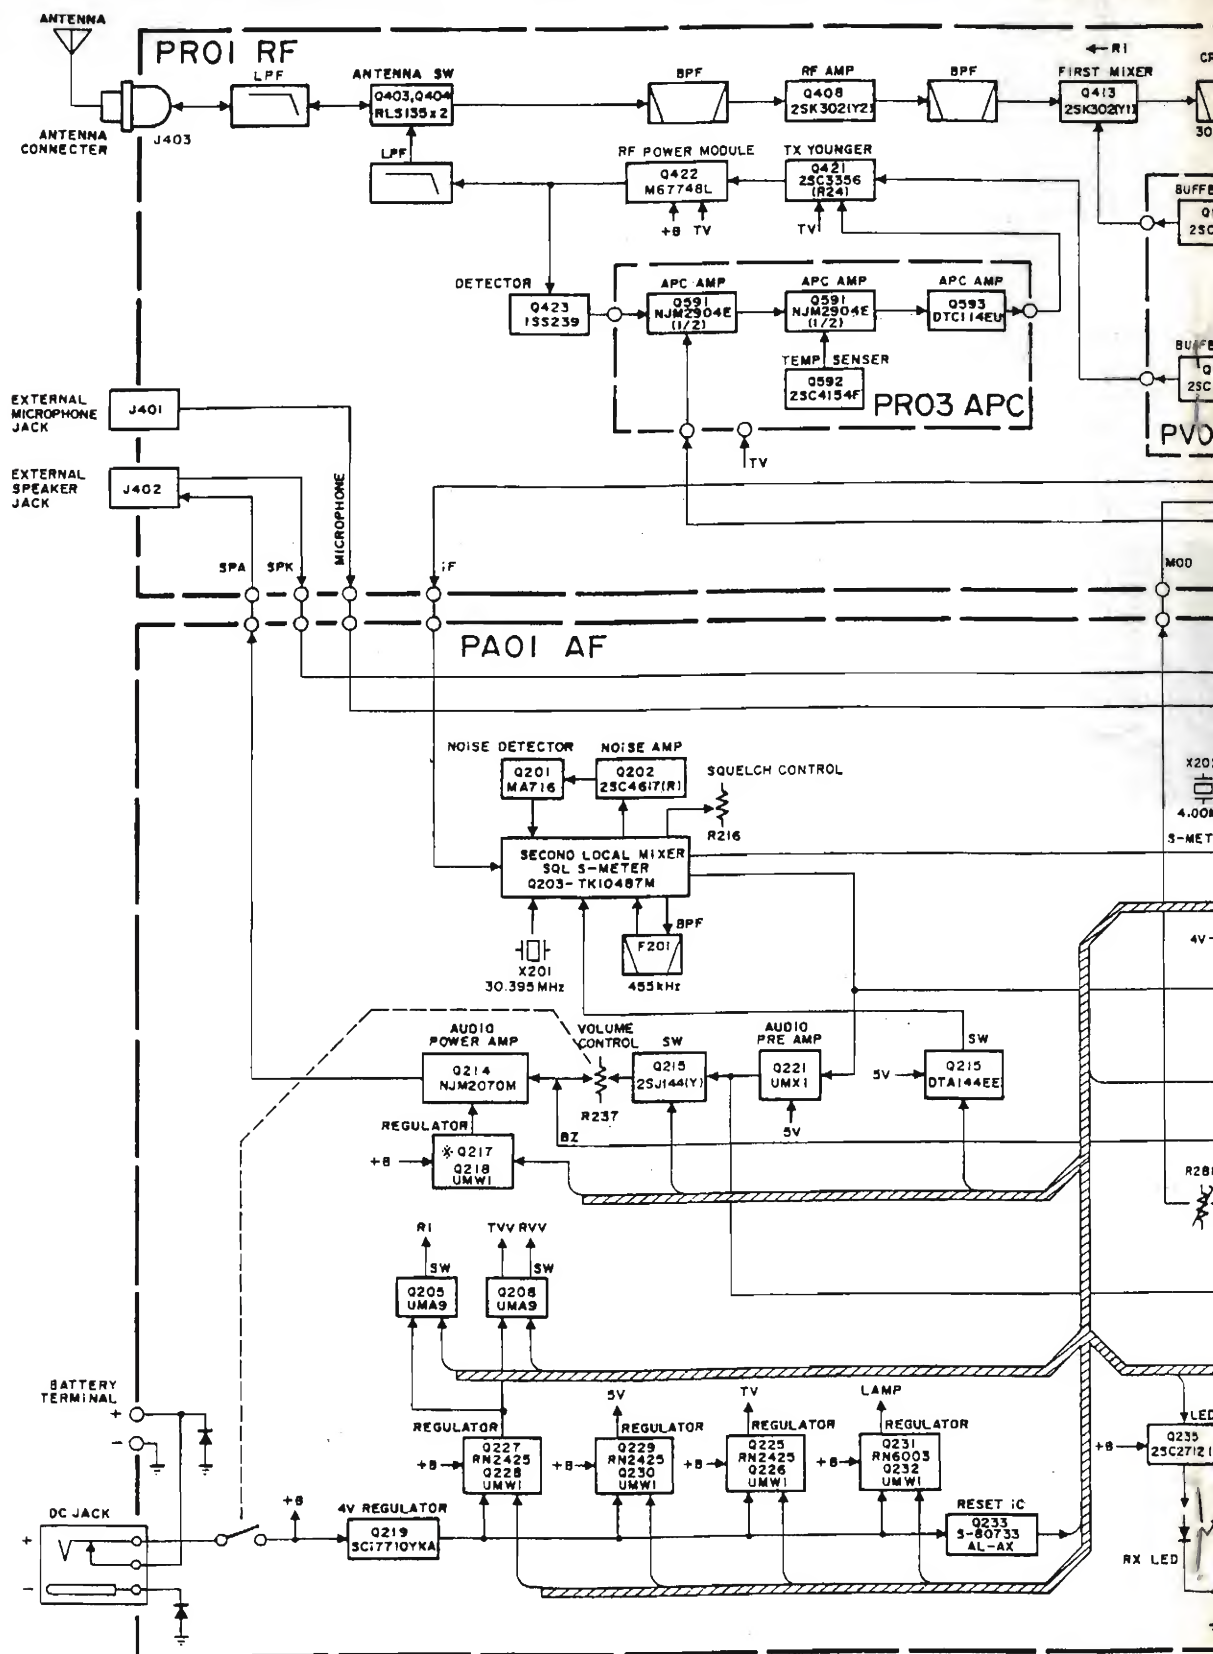 ANTENNA
PRO1 RF
LPF
ANTENNA SW
Q403,Q404
RLS135x2
BPF
RF AMP
Q408
2SK302(Y2)
BPF
←R1
FIRST MIXER
Q413
2SK302(Y1)
30
ANTENNA
CONNECTER
J403
LPF
RF POWER MODULE
Q422
M67748L
+B TV
TX YOUNGER
Q421
2SC3356
(R24)
TV
DETECTOR
Q423
1SS239
APC AMP
Q591
NJM2904E
(1/2)
APC AMP
Q591
NJM2904E
(1/2)
APC AMP
Q593
DTC114EU
TEMP SENSER
Q592
2SC4154F
PRO3 APC
TV
EXTERNAL
MICROPHONE
JACK
J401
EXTERNAL
SPEAKER
JACK
J402
MICROPHONE
SPA
SPK
iF
MOD
PA01 AF
NOISE DETECTOR
Q201
MA716
NOISE AMP
Q202
2SC4617(R)
SQUELCH CONTROL
R216
SECOND LOCAL MIXER
SQL S-METER
Q203-TK10487M
X201
30.395MHz
BPF
F201
455kHz
S-MET
4V-
AUDIO
POWER AMP
Q214
NJM2070M
VOLUME
CONTROL
R237
SW
Q215
2SJ144(Y)
AUDIO
PRE AMP
Q221
UMX1
5V
5V
SW
Q215
DTA144EE
REGULATOR
+B
※Q217
Q218
UMW1
BZ
R281
R1
SW
Q205
UMA9
TVV RVV
SW
Q208
UMA9
BATTERY
TERMINAL
+
-
REGULATOR
+B
Q227
RN2425
Q228
UMW1
5V
REGULATOR
+B
Q229
RN2425
Q230
UMW1
TV
REGULATOR
+B
Q225
RN2425
Q226
UMW1
LAMP
REGULATOR
+B
Q231
RN6003
Q232
UMW1
LED
+B
Q235
2SC2712(
RX LED
DC JACK
+
-
+B
4V REGULATOR
Q219
SCi7710YKA
RESET iC
Q233
S-80733
AL-AX